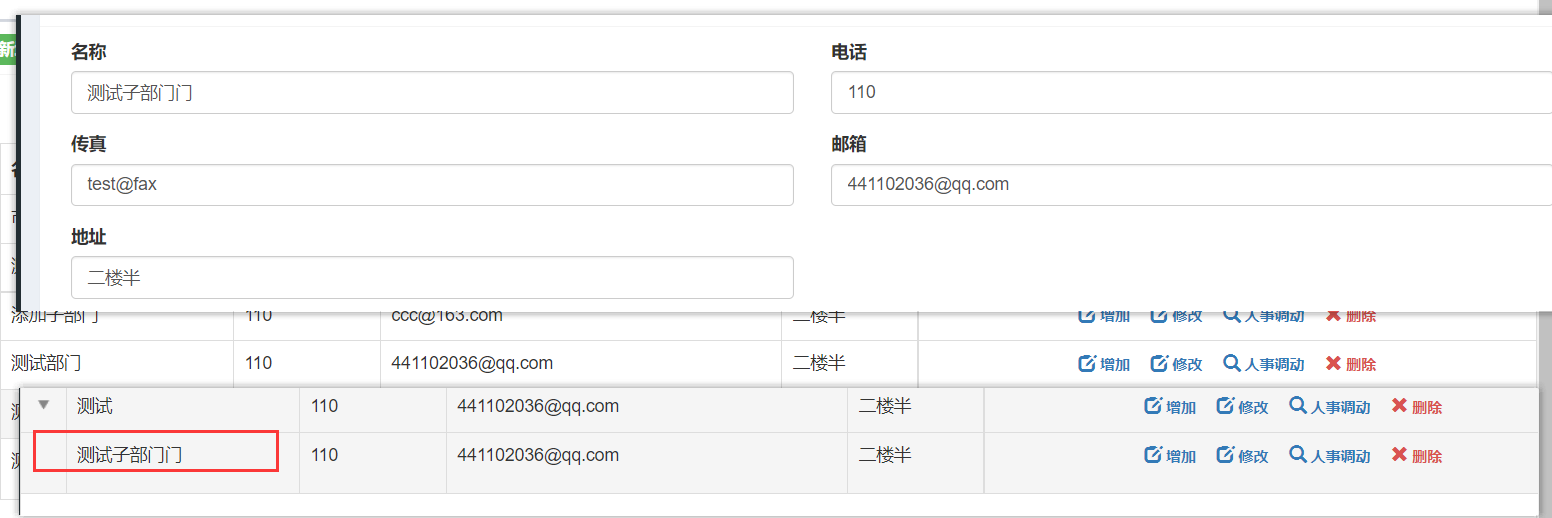 新
名称 电话
测试子部门门 110
传真 邮箱
test@fax 441102036@qq.com
地址
二楼半
添加子部门 110 ccc@163.com 二楼半 增加 修改 人事调动 删除
测试部门 110 441102036@qq.com 二楼半 增加 修改 人事调动 删除
测试 110 441102036@qq.com 二楼半 增加 修改 人事调动 删除
测试子部门门 110 441102036@qq.com 二楼半 增加 修改 人事调动 删除